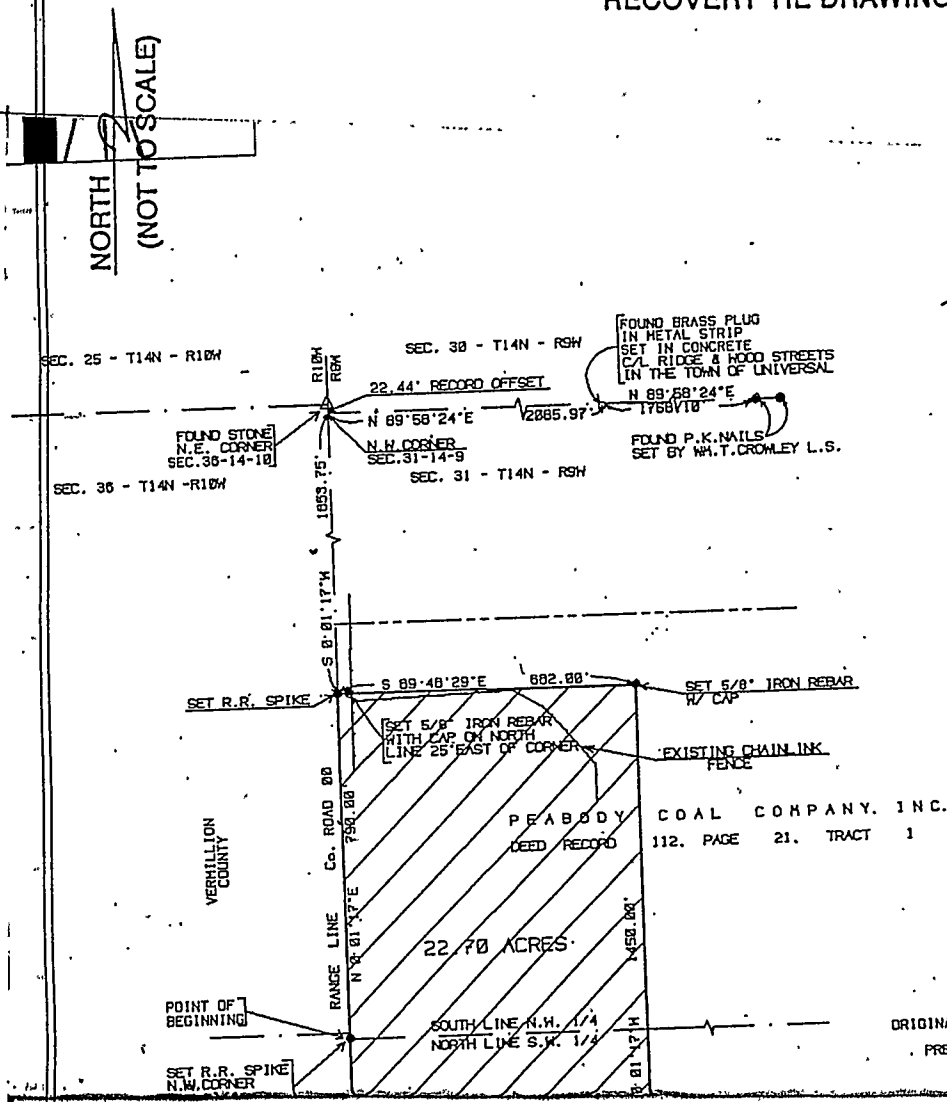 RECOVERY TIE DRAWING
NORTH
(NOT TO SCALE)
SEC. 25 - T14N - R10W
R10W
R9W
SEC. 30 - T14N - R9W
FOUND BRASS PLUG
IN METAL STRIP
SET IN CONCRETE
C/L RIDGE & WOOD STREETS
IN THE TOWN OF UNIVERSAL
22.44' RECORD OFFSET
N 89°58'24"E
2085.97'
N 89°58'24"E
FOUND P.K.NAILS
SET BY WM.T.CROWLEY L.S.
FOUND STONE
N.E. CORNER
SEC.36-14-10
N.W.CORNER
SEC.31-14-9
SEC. 36 - T14N -R10W
SEC. 31 - T14N - R9W
1853.75'
S 0°01'17"W
S 89°48'29"E
682.00'
SET R.R. SPIKE
SET 5/8" IRON REBAR
W/ CAP
SET 5/8" IRON REBAR
WITH CAP ON NORTH
LINE 25' EAST OF CORNER
EXISTING CHAINLINK
FENCE
VERMILLION
COUNTY
RANGE LINE Co. ROAD 00
N 0°01'17"E 790.00'
PEABODY COAL COMPANY. INC.
DEED RECORD 112. PAGE 21. TRACT 1
22.70 ACRES
1450.00'
0°01'17"W
POINT OF
BEGINNING
SOUTH LINE N.W. 1/4
NORTH LINE S.W. 1/4
SET R.R. SPIKE
N.W.CORNER
ORIGINA
PRE